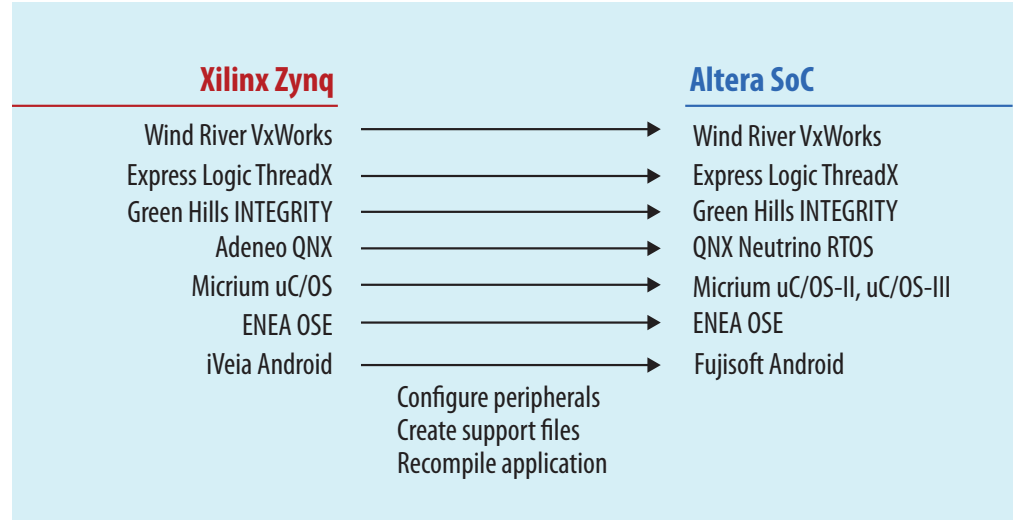 Xilinx Zynq Altera SoC
Wind River VxWorks Wind River VxWorks
Express Logic ThreadX Express Logic ThreadX
Green Hills INTEGRITY Green Hills INTEGRITY
Adeneo QNX QNX Neutrino RTOS
Micrium uC/OS Micrium uC/OS-II, uC/OS-III
ENEA OSE ENEA OSE
iVeia Android Fujisoft Android
Configure peripherals
Create support files
Recompile application